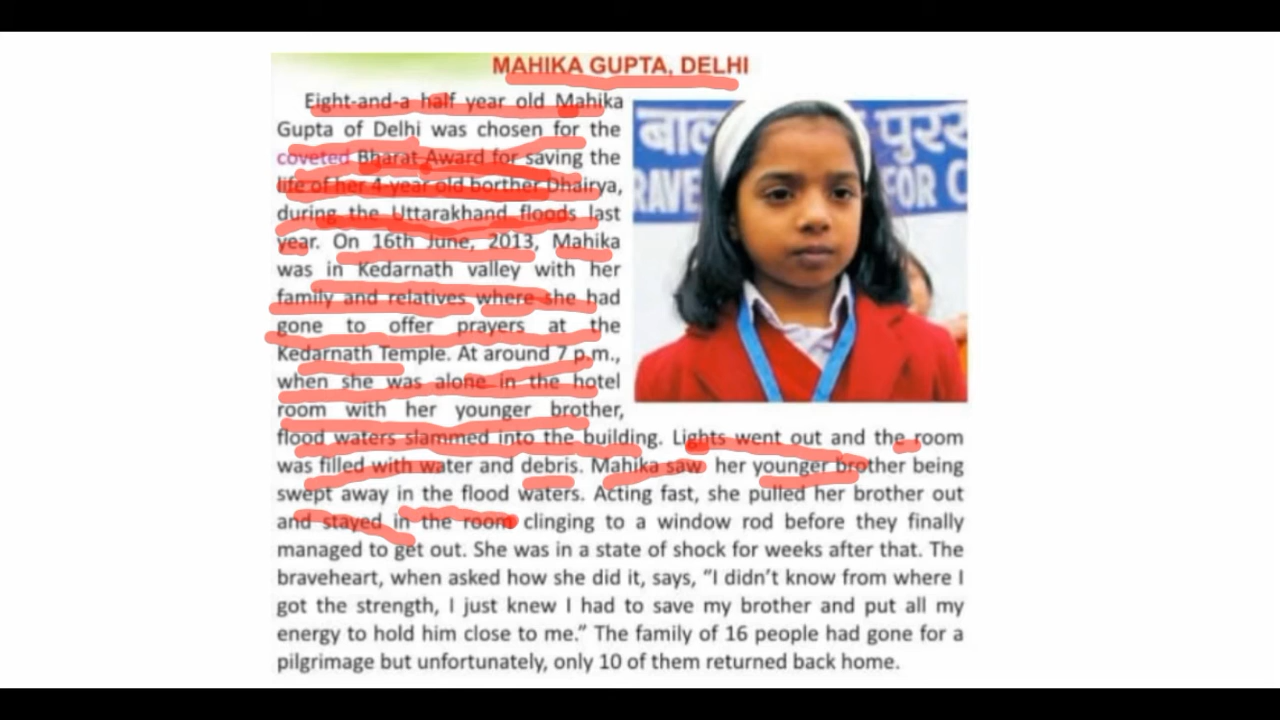 MAHIKA GUPTA, DELHI
Eight-and-a half year old Mahika
Gupta of Delhi was chosen for the
coveted Bharat Award for saving the
life of her 4-year old borther Dhairya,
during the Uttarakhand floods last
year. On 16th June, 2013, Mahika
was in Kedarnath valley with her
family and relatives where she had
gone to offer prayers at the
Kedarnath Temple. At around 7 p.m.,
when she was alone in the hotel
room with her younger brother,
flood waters slammed into the building. Lights went out and the room
was filled with water and debris. Mahika saw her younger brother being
swept away in the flood waters. Acting fast, she pulled her brother out
and stayed in the room clinging to a window rod before they finally
managed to get out. She was in a state of shock for weeks after that. The
braveheart, when asked how she did it, says, “I didn’t know from where I
got the strength, I just knew I had to save my brother and put all my
energy to hold him close to me.” The family of 16 people had gone for a
pilgrimage but unfortunately, only 10 of them returned back home.
बाल पुरस
RAVE FOR C